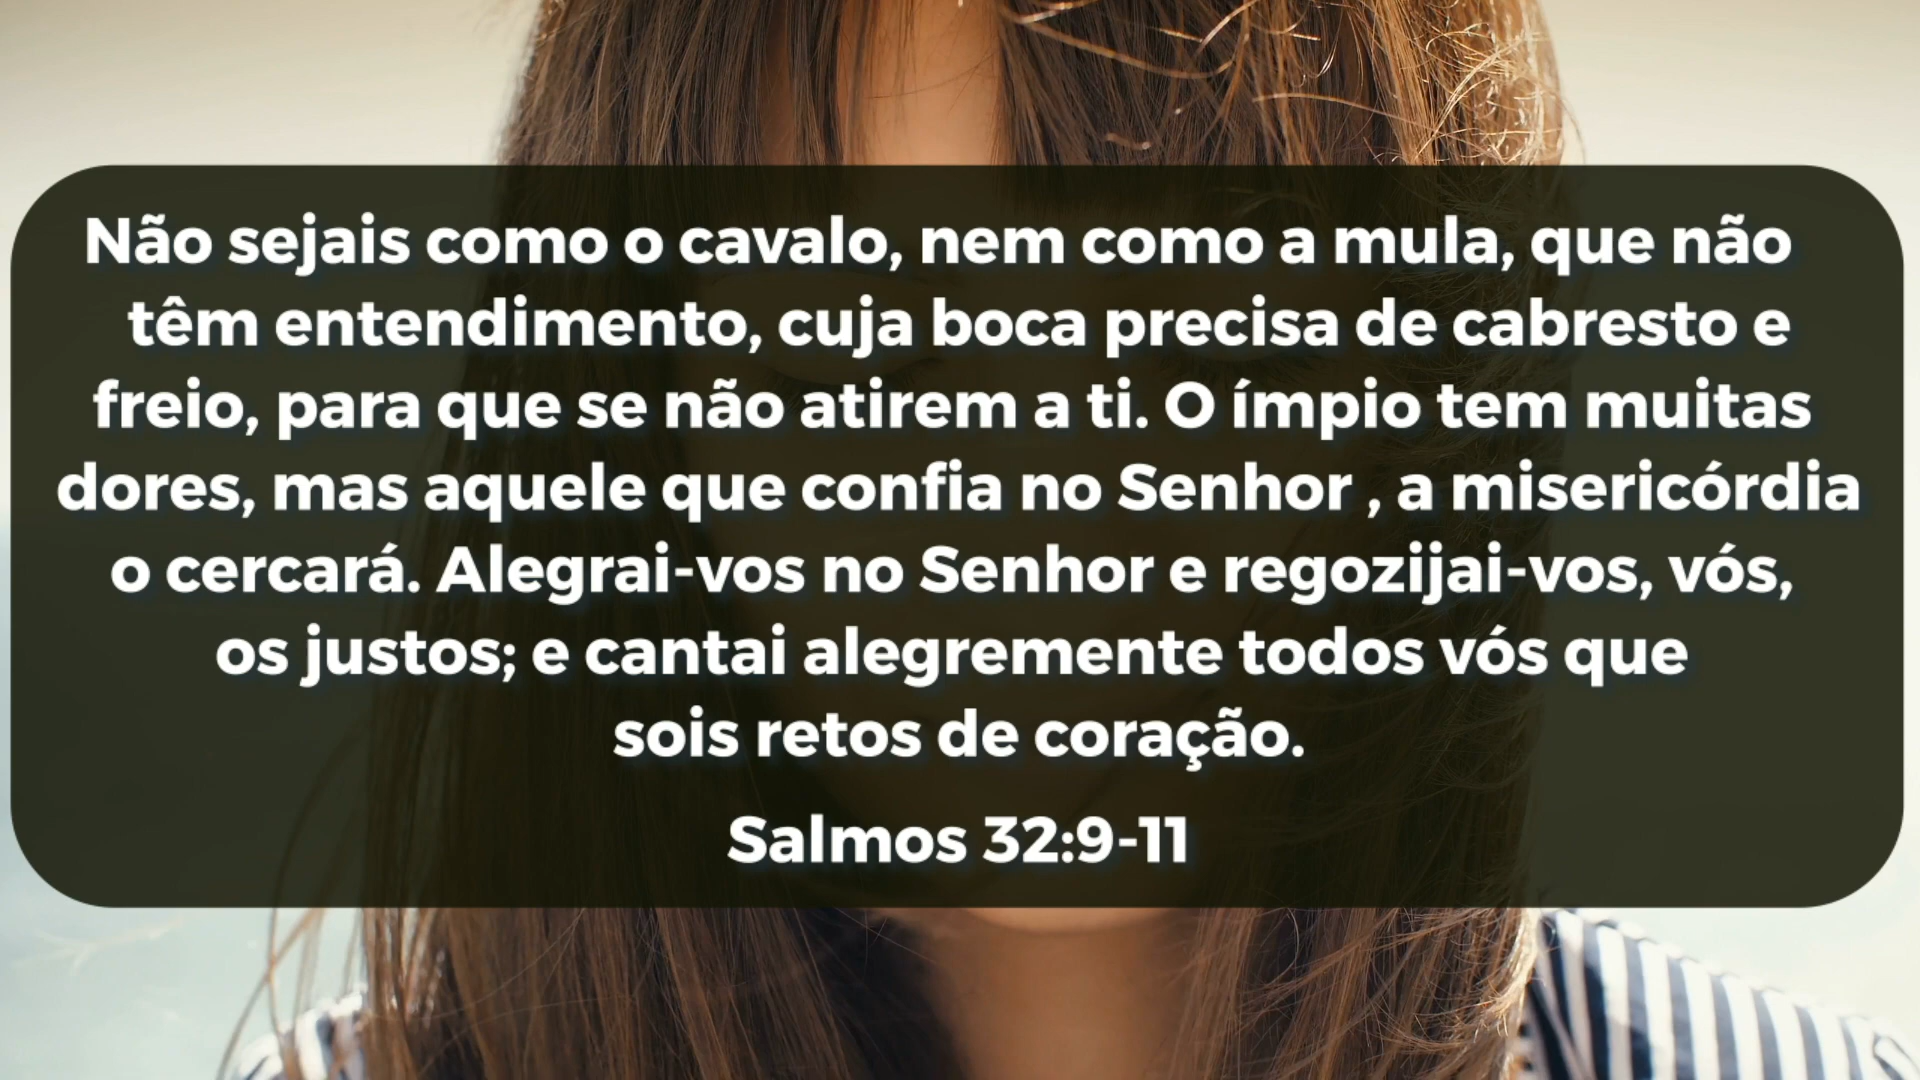 Não sejais como o cavalo, nem como a mula, que não
têm entendimento, cuja boca precisa de cabresto e
freio, para que se não atirem a ti. O ímpio tem muitas
dores, mas aquele que confia no Senhor , a misericórdia
o cercará. Alegrai-vos no Senhor e regozijai-vos, vós,
os justos; e cantai alegremente todos vós que
sois retos de coração.
Salmos 32:9-11